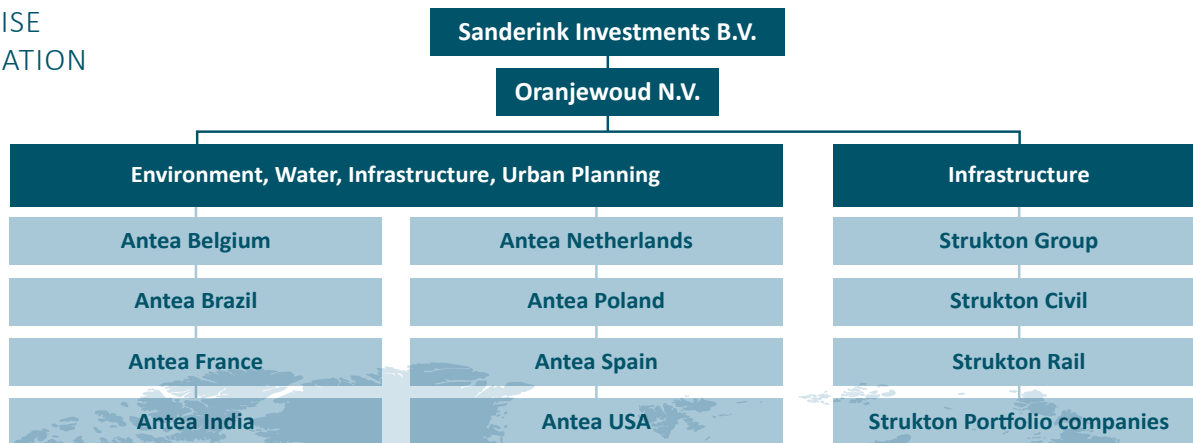 ISE
ATION
Sanderink Investments B.V.
Oranjewoud N.V.
Environment, Water, Infrastructure, Urban Planning
Infrastructure
Antea Belgium
Antea Netherlands
Strukton Group
Antea Brazil
Antea Poland
Strukton Civil
Antea France
Antea Spain
Strukton Rail
Antea India
Antea USA
Strukton Portfolio companies